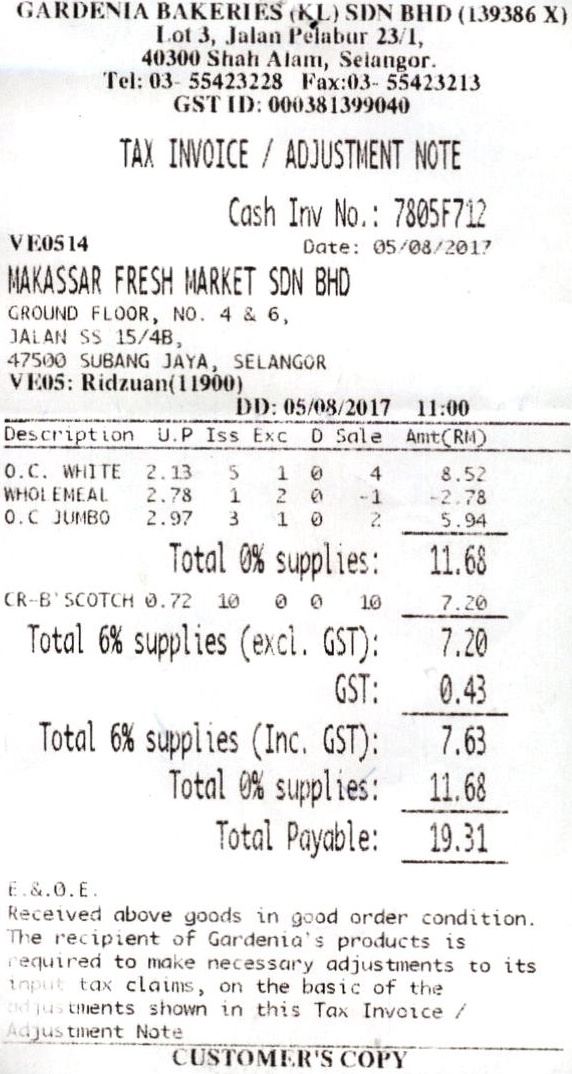 GARDENIA BAKERIES (KL) SDN BHD (139386 X)
Lot 3, Jalan Pelabur 23/1,
40300 Shah Alam, Selangor.
Tel: 03- 55423228 Fax:03- 55423213
GST ID: 000381399040
TAX INVOICE / ADJUSTMENT NOTE
Cash Inv No.: 7805F712
VE0514 Date: 05/08/2017
MAKASSAR FRESH MARKET SDN BHD
GROUND FLOOR, NO. 4 & 6,
JALAN SS 15/4B,
47500 SUBANG JAYA, SELANGOR
VE05: Ridzuan(11900)
DD: 05/08/2017 11:00
Description U.P Iss Exc D Sale Amt(RM)
O.C. WHITE 2.13 5 1 0 4 8.52
WHOLEMEAL 2.78 1 2 0 -1 -2.78
O.C JUMBO 2.97 3 1 0 2 5.94
Total 0% supplies: 11.68
CR-B'SCOTCH 0.72 10 0 0 10 7.20
Total 6% supplies (excl. GST): 7.20
GST: 0.43
Total 6% supplies (Inc. GST): 7.63
Total 0% supplies: 11.68
Total Payable: 19.31
E.&.O.E.
Received above goods in good order condition.
The recipient of Gardenia's products is
required to make necessary adjustments to its
input tax claims, on the basic of the
adjustments shown in this Tax Invoice /
Adjustment Note
CUSTOMER'S COPY